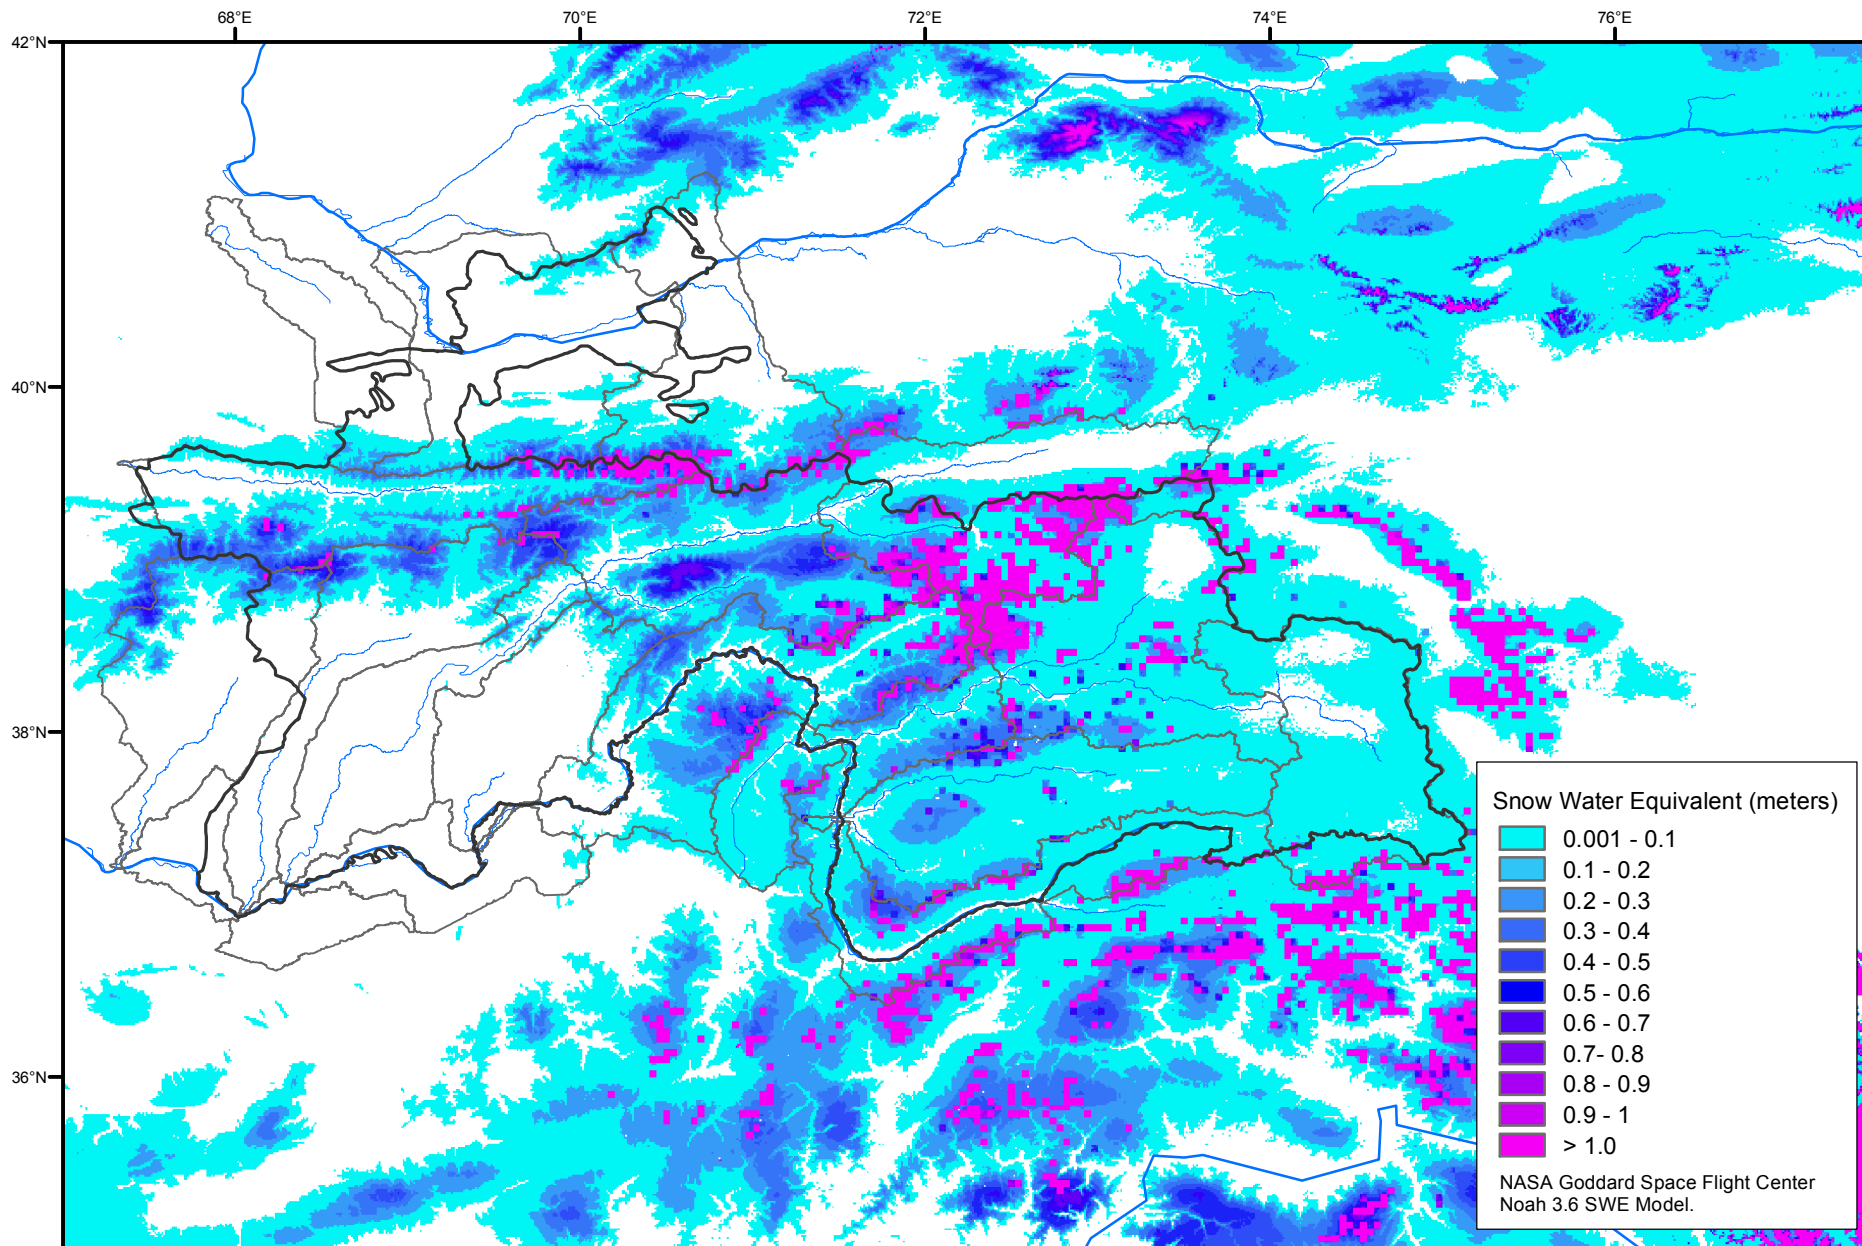 68°E
70°E
72°E
74°E
76°E
42°N
40°N
38°N
36°N
Snow Water Equivalent (meters)
0.001 - 0.1
0.1 - 0.2
0.2 - 0.3
0.3 - 0.4
0.4 - 0.5
0.5 - 0.6
0.6 - 0.7
0.7- 0.8
0.8 - 0.9
0.9 - 1
> 1.0
NASA Goddard Space Flight Center
Noah 3.6 SWE Model.